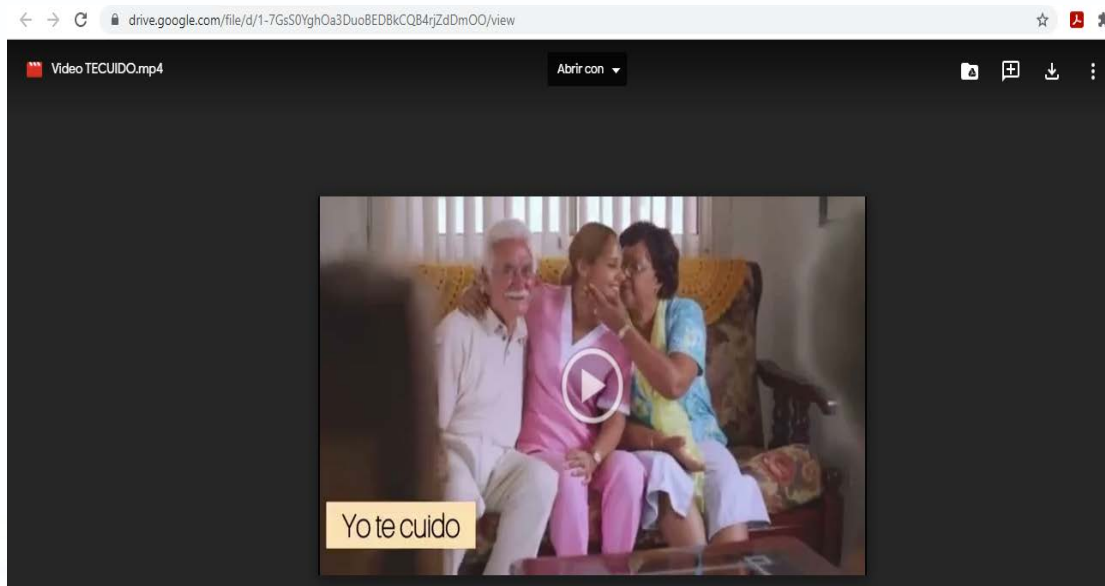 drive.google.com/file/d/1-7GsS0YghOa3DuoBEDBkCQB4rjZdDmOO/view
Video TECUIDO.mp4
Abrir con
Yo te cuido